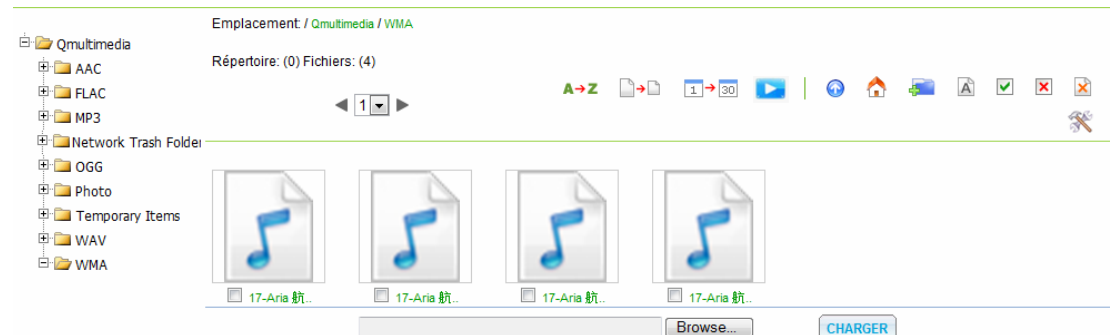 Emplacement: / Qmultimedia / WMA
Répertoire: (0) Fichiers: (4)
1
A→Z
1→30
A
Qmultimedia
AAC
FLAC
MP3
Network Trash Folder
OGG
Photo
Temporary Items
WAV
WMA
17-Aria 航..
17-Aria 航..
17-Aria 航..
17-Aria 航..
Browse...
CHARGER